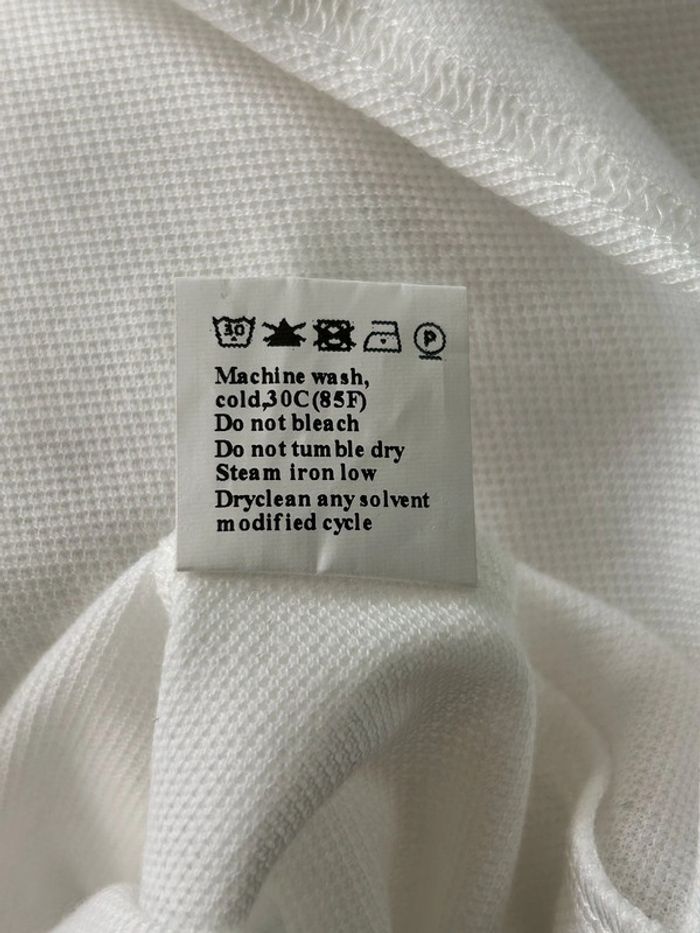 30 P
Machine wash,
cold,30C(85F)
Do not bleach
Do not tumble dry
Steam iron low
Dryclean any solvent
modified cycle